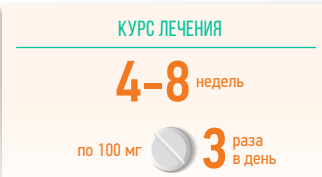 КУРС ЛЕЧЕНИЯ
4–8 недель
по 100 мг 3 раза
в день